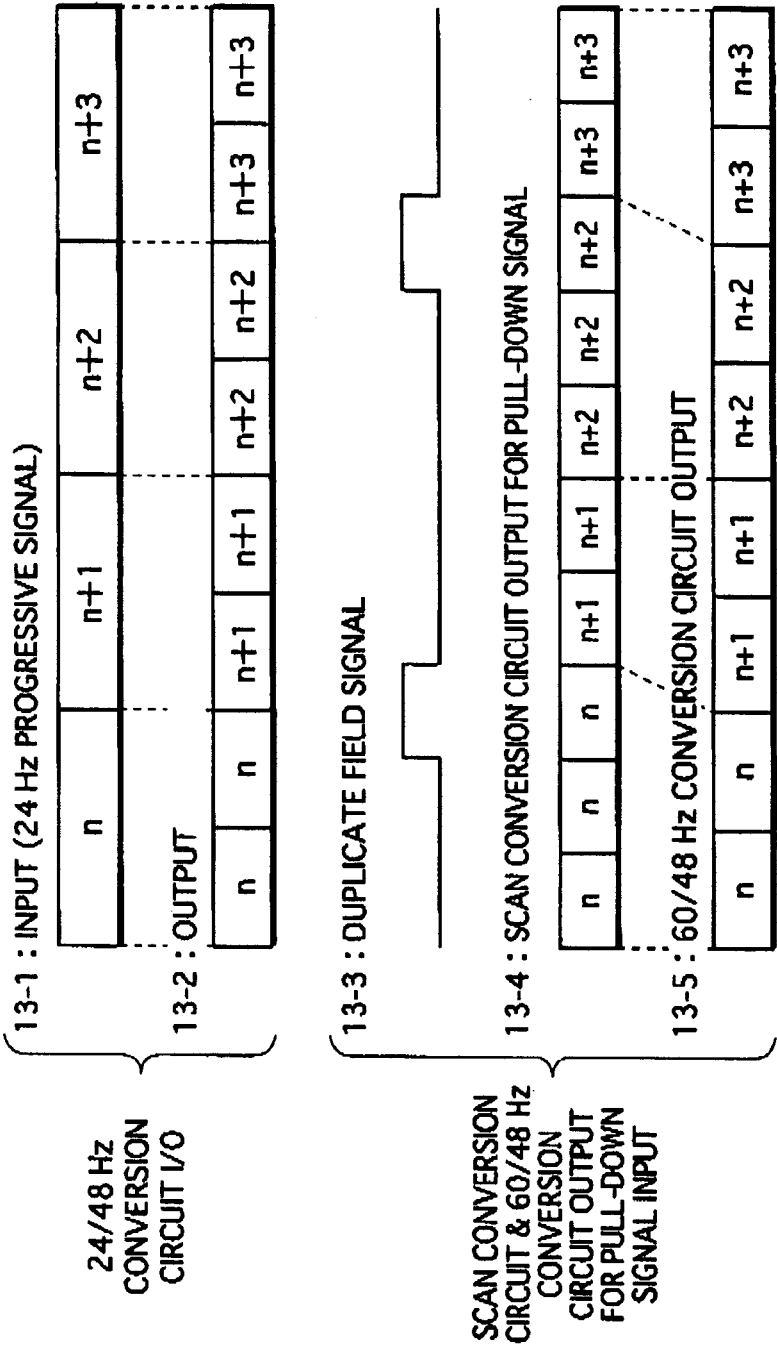 24/48 Hz
CONVERSION
CIRCUIT I/O
13-1 : INPUT (24 Hz PROGRESSIVE SIGNAL)
n n+1 n+2 n+3
13-2 : OUTPUT
n n n+1 n+1 n+2 n+2 n+3 n+3
SCAN CONVERSION
CIRCUIT & 60/48 Hz
CONVERSION
CIRCUIT OUTPUT
FOR PULL-DOWN
SIGNAL INPUT
13-3 : DUPLICATE FIELD SIGNAL
13-4 : SCAN CONVERSION CIRCUIT OUTPUT FOR PULL-DOWN SIGNAL
n n n n+1 n+1 n+2 n+2 n+2 n+3 n+3
13-5 : 60/48 Hz CONVERSION CIRCUIT OUTPUT
n n n+1 n+1 n+2 n+2 n+3 n+3